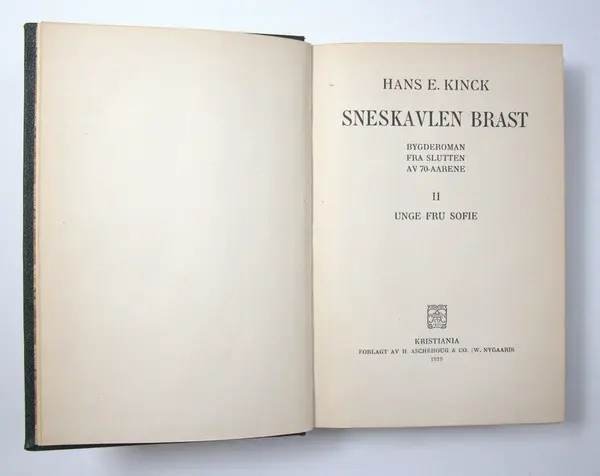 HANS E. KINCK
SNESKAVLEN BRAST
BYGDEROMAN
FRA SLUTTEN
AV 70-AARENE
II
UNGE FRU SOFIE
KRISTIANIA
FORLAGT AV H. ASCHEHOUG & CO. (W. NYGAARD)